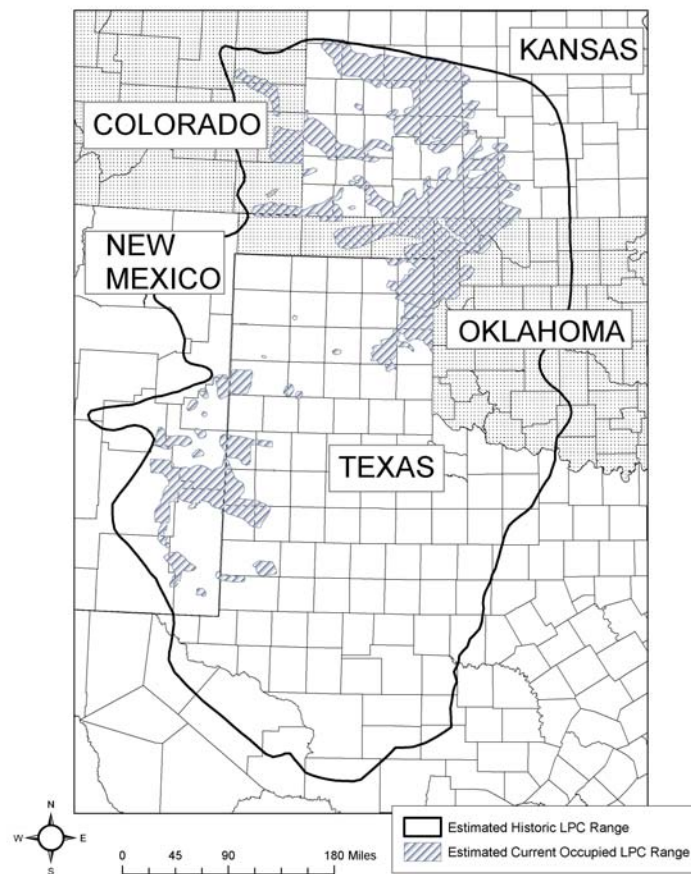 KANSAS
COLORADO
NEW
MEXICO
OKLAHOMA
TEXAS
N
W
E
S
0 45 90 180 Miles
Estimated Historic LPC Range
Estimated Current Occupied LPC Range